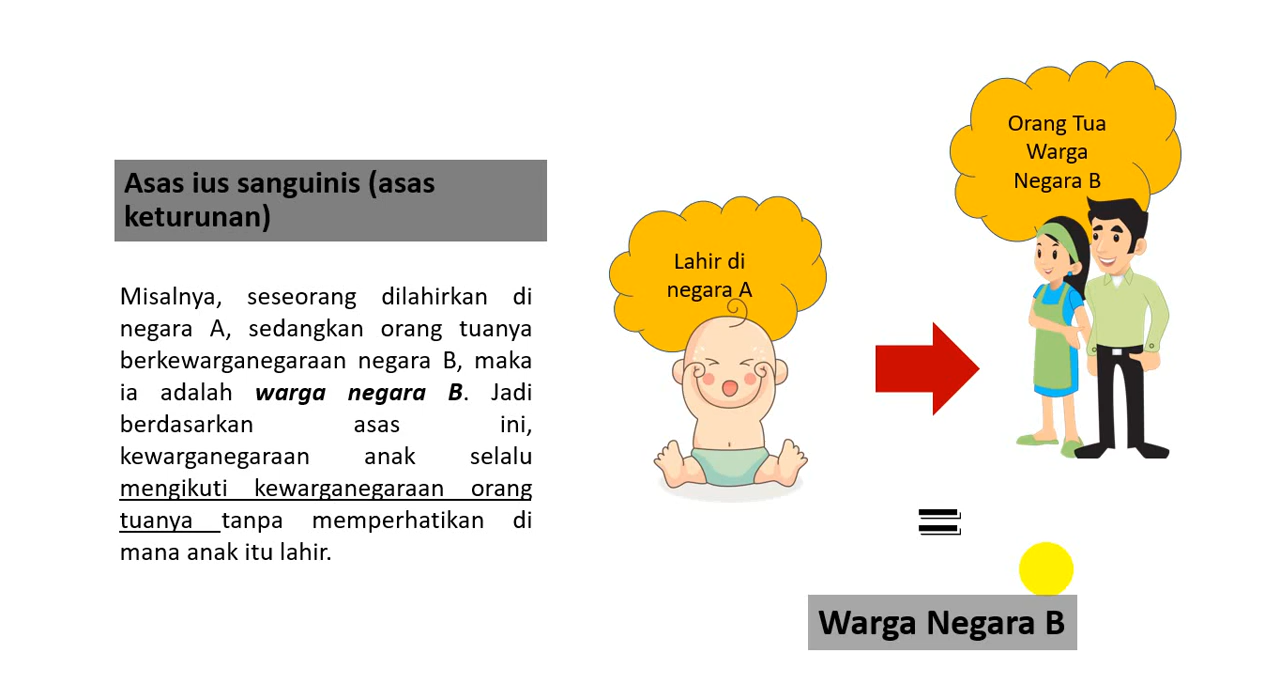 Asas ius sanguinis (asas
keturunan)
Misalnya, seseorang dilahirkan di
negara A, sedangkan orang tuanya
berkewarganegaraan negara B, maka
ia adalah warga negara B. Jadi
berdasarkan asas ini,
kewarganegaraan anak selalu
mengikuti kewarganegaraan orang
tuanya tanpa memperhatikan di
mana anak itu lahir.
Lahir di
negara A
Orang Tua
Warga
Negara B
Warga Negara B